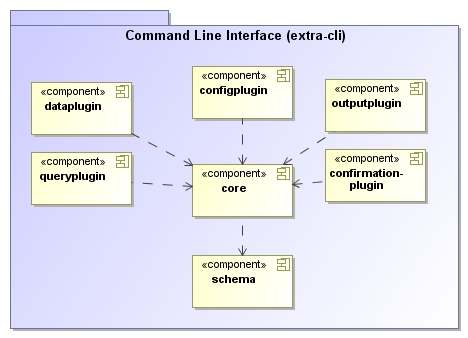 Command Line Interface (extra-cli)
«component»
configplugin
«component»
dataplugin
«component»
outputplugin
«component»
queryplugin
«component»
core
«component»
confirmation-
plugin
«component»
schema